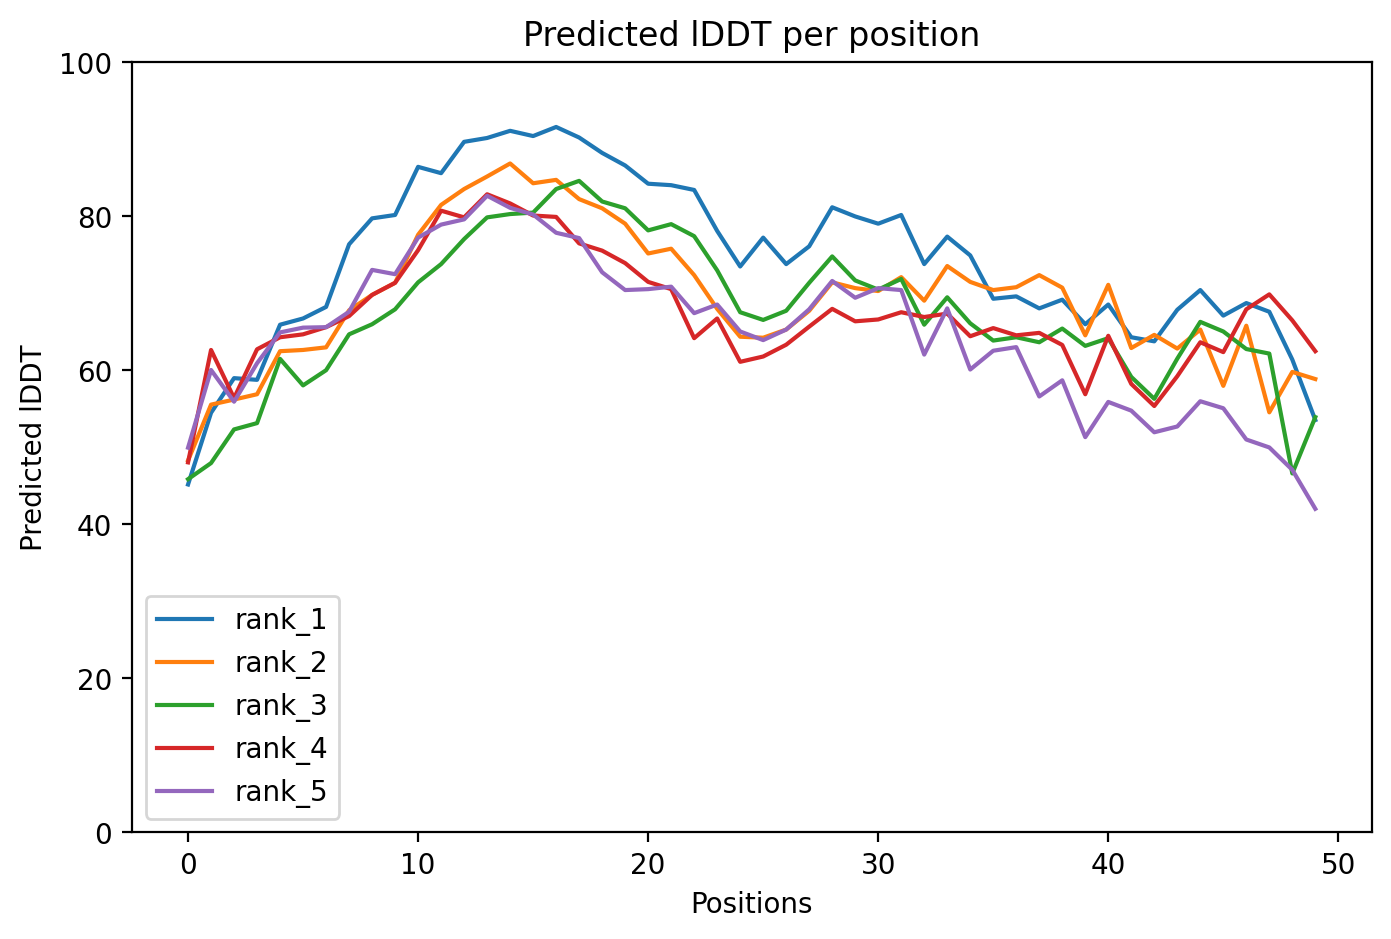 Predicted lDDT per position
Predicted lDDT
100
80
60
40
20
0
rank_1
rank_2
rank_3
rank_4
rank_5
0 10 20 30 40 50
Positions